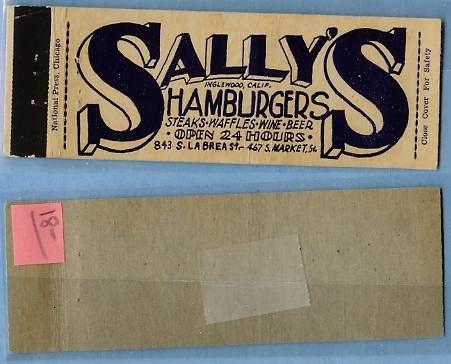 National Press, Chicago
SALLY'S
INGLEWOOD, CALIF.
HAMBURGERS
STEAKS·WAFFLES·WINE·BEER
·OPEN 24 HOURS·
843 S. LA BREA St.- 467 S. MARKET, St.
Close Cover For Safety